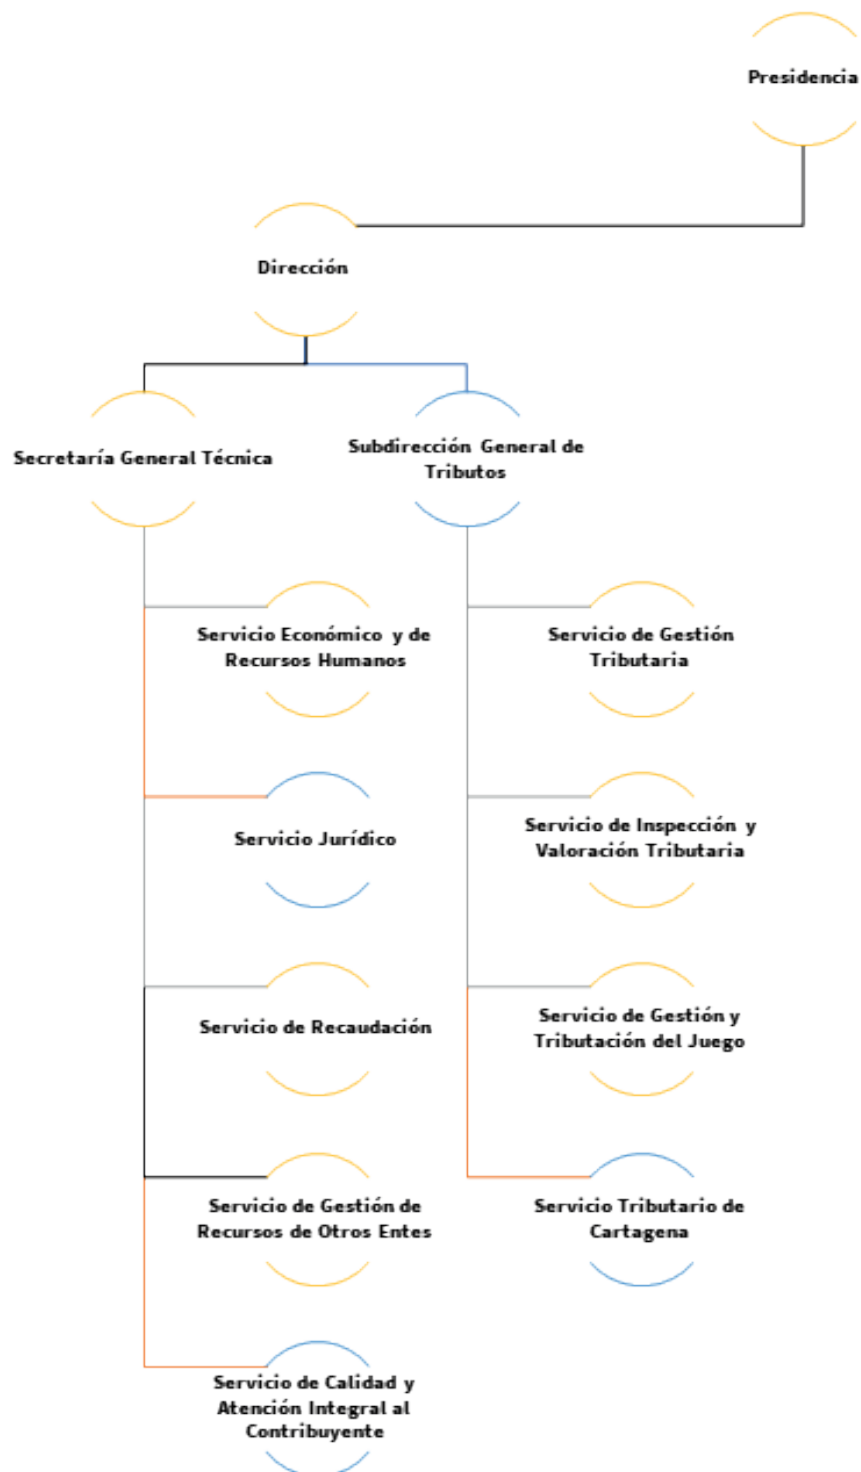 Presidencia
Dirección
Secretaría General Técnica
Subdirección General de
Tributos
Servicio Económico y de
Recursos Humanos
Servicio de Gestión
Tributaria
Servicio Jurídico
Servicio de Inspección y
Valoración Tributaria
Servicio de Recaudación
Servicio de Gestión y
Tributación del Juego
Servicio de Gestión de
Recursos de Otros Entes
Servicio Tributario de
Cartagena
Servicio de Calidad y
Atención Integral al
Contribuyente